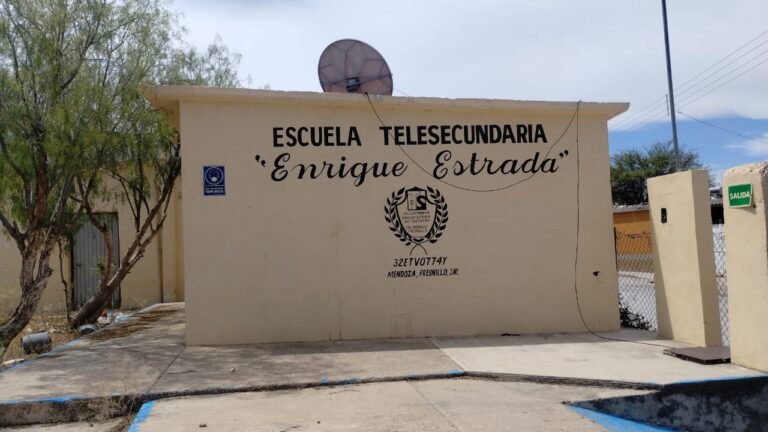 ESCUELA TELESECUNDARIA
"Enrique Estrada"
32ETV0774Y
MENDOZA, FRESNILLO, ZAC.
SALIDA